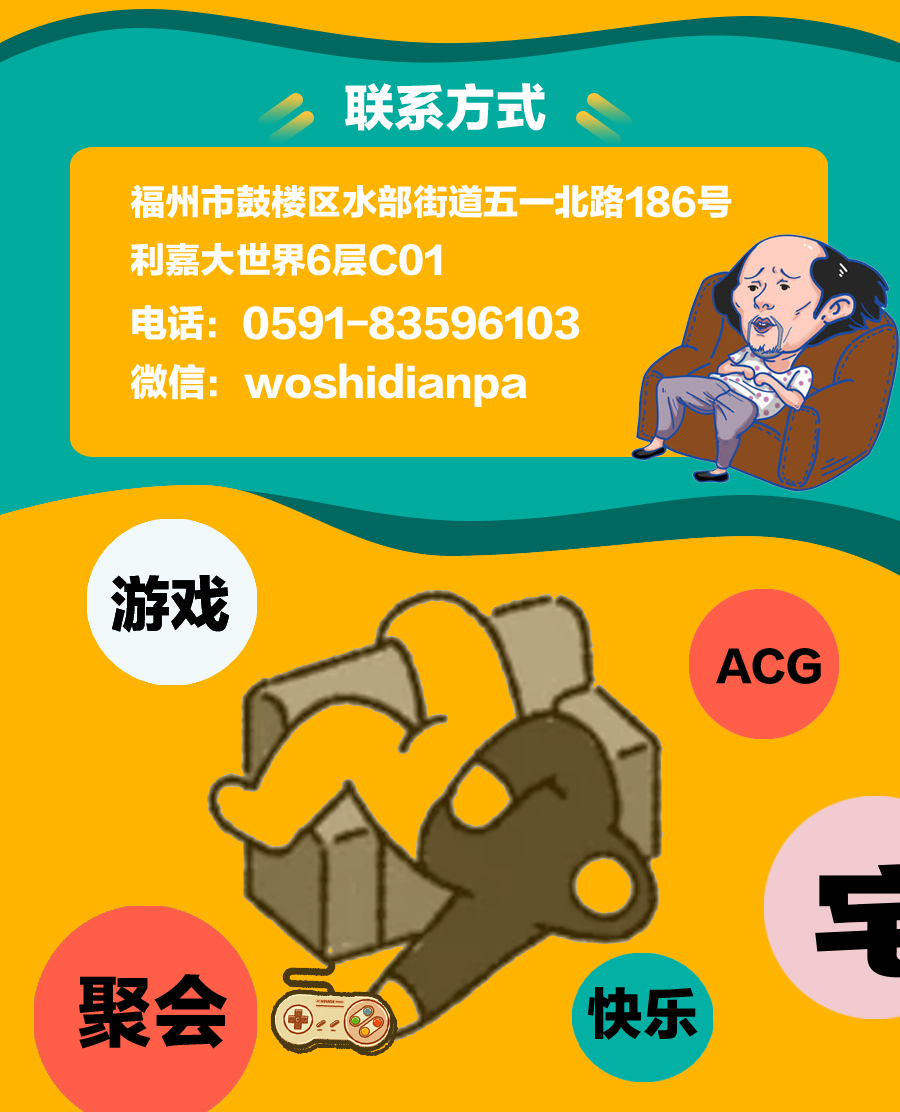 联系方式
福州市鼓楼区水部街道五一北路186号
利嘉大世界6层C01
电话：0591-83596103
微信：woshidianpa
游戏
ACG
宅
聚会
快乐